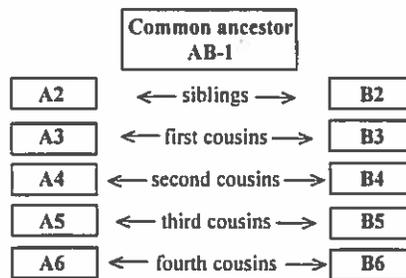 Common ancestor
AB-1
A2 siblings B2
A3 first cousins B3
A4 second cousins B4
A5 third cousins B5
A6 fourth cousins B6